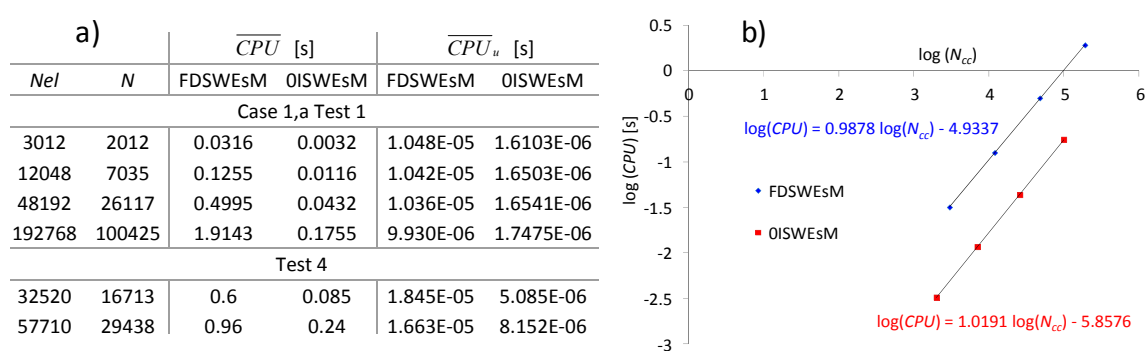 a)
CPU [s] CPU u [s]
Nel N FDSWEsM 0ISWEsM FDSWEsM 0ISWEsM
Case 1,a Test 1
3012 2012 0.0316 0.0032 1.048E-05 1.6103E-06
12048 7035 0.1255 0.0116 1.042E-05 1.6503E-06
48192 26117 0.4995 0.0432 1.036E-05 1.6541E-06
192768 100425 1.9143 0.1755 9.930E-06 1.7475E-06
Test 4
32520 16713 0.6 0.085 1.845E-05 5.085E-06
57710 29438 0.96 0.24 1.663E-05 8.152E-06
b)
log (Ncc)
log (CPU) [s]
0.5
0
-0.5
-1
-1.5
-2
-2.5
-3
0 1 2 3 4 5 6
log(CPU) = 0.9878 log(Ncc) - 4.9337
FDSWEsM
0ISWEsM
log(CPU) = 1.0191 log(Ncc) - 5.8576